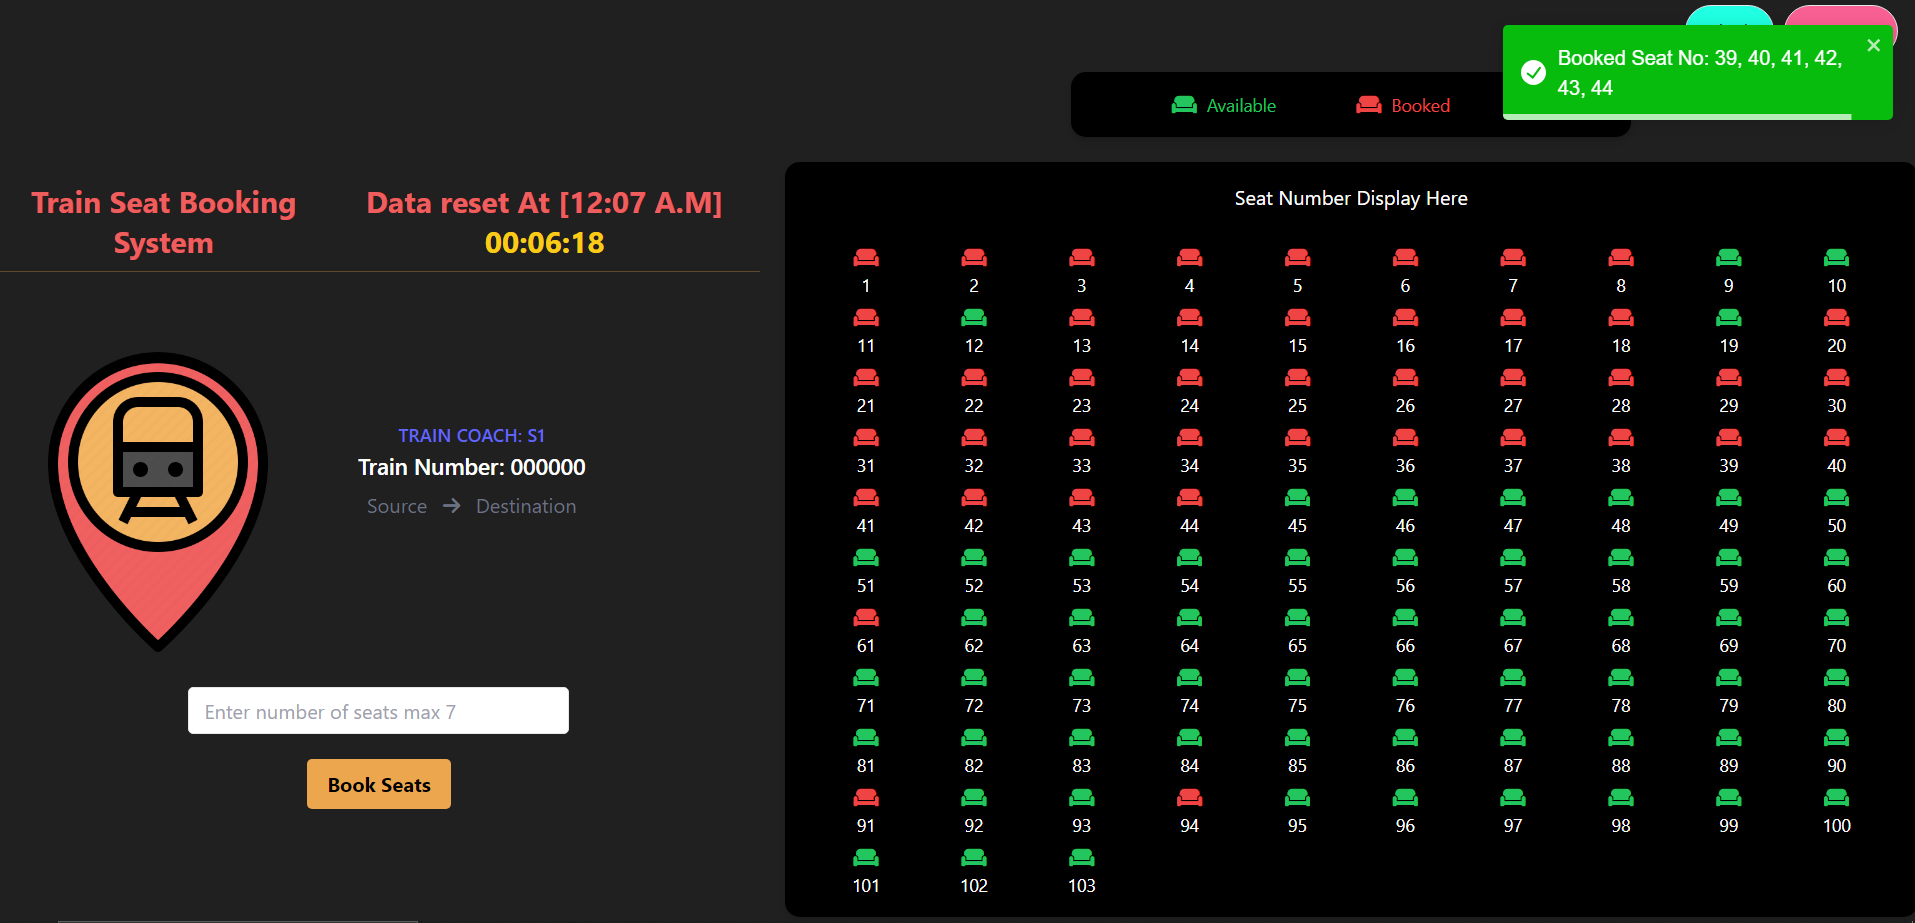 Booked Seat No: 39, 40, 41, 42,
43, 44
Available Booked
Train Seat Booking
System
Data reset At [12:07 A.M]
00:06:18
TRAIN COACH: S1
Train Number: 000000
Source Destination
Enter number of seats max 7
Book Seats
Seat Number Display Here
1 2 3 4 5 6 7 8 9 10
11 12 13 14 15 16 17 18 19 20
21 22 23 24 25 26 27 28 29 30
31 32 33 34 35 36 37 38 39 40
41 42 43 44 45 46 47 48 49 50
51 52 53 54 55 56 57 58 59 60
61 62 63 64 65 66 67 68 69 70
71 72 73 74 75 76 77 78 79 80
81 82 83 84 85 86 87 88 89 90
91 92 93 94 95 96 97 98 99 100
101 102 103